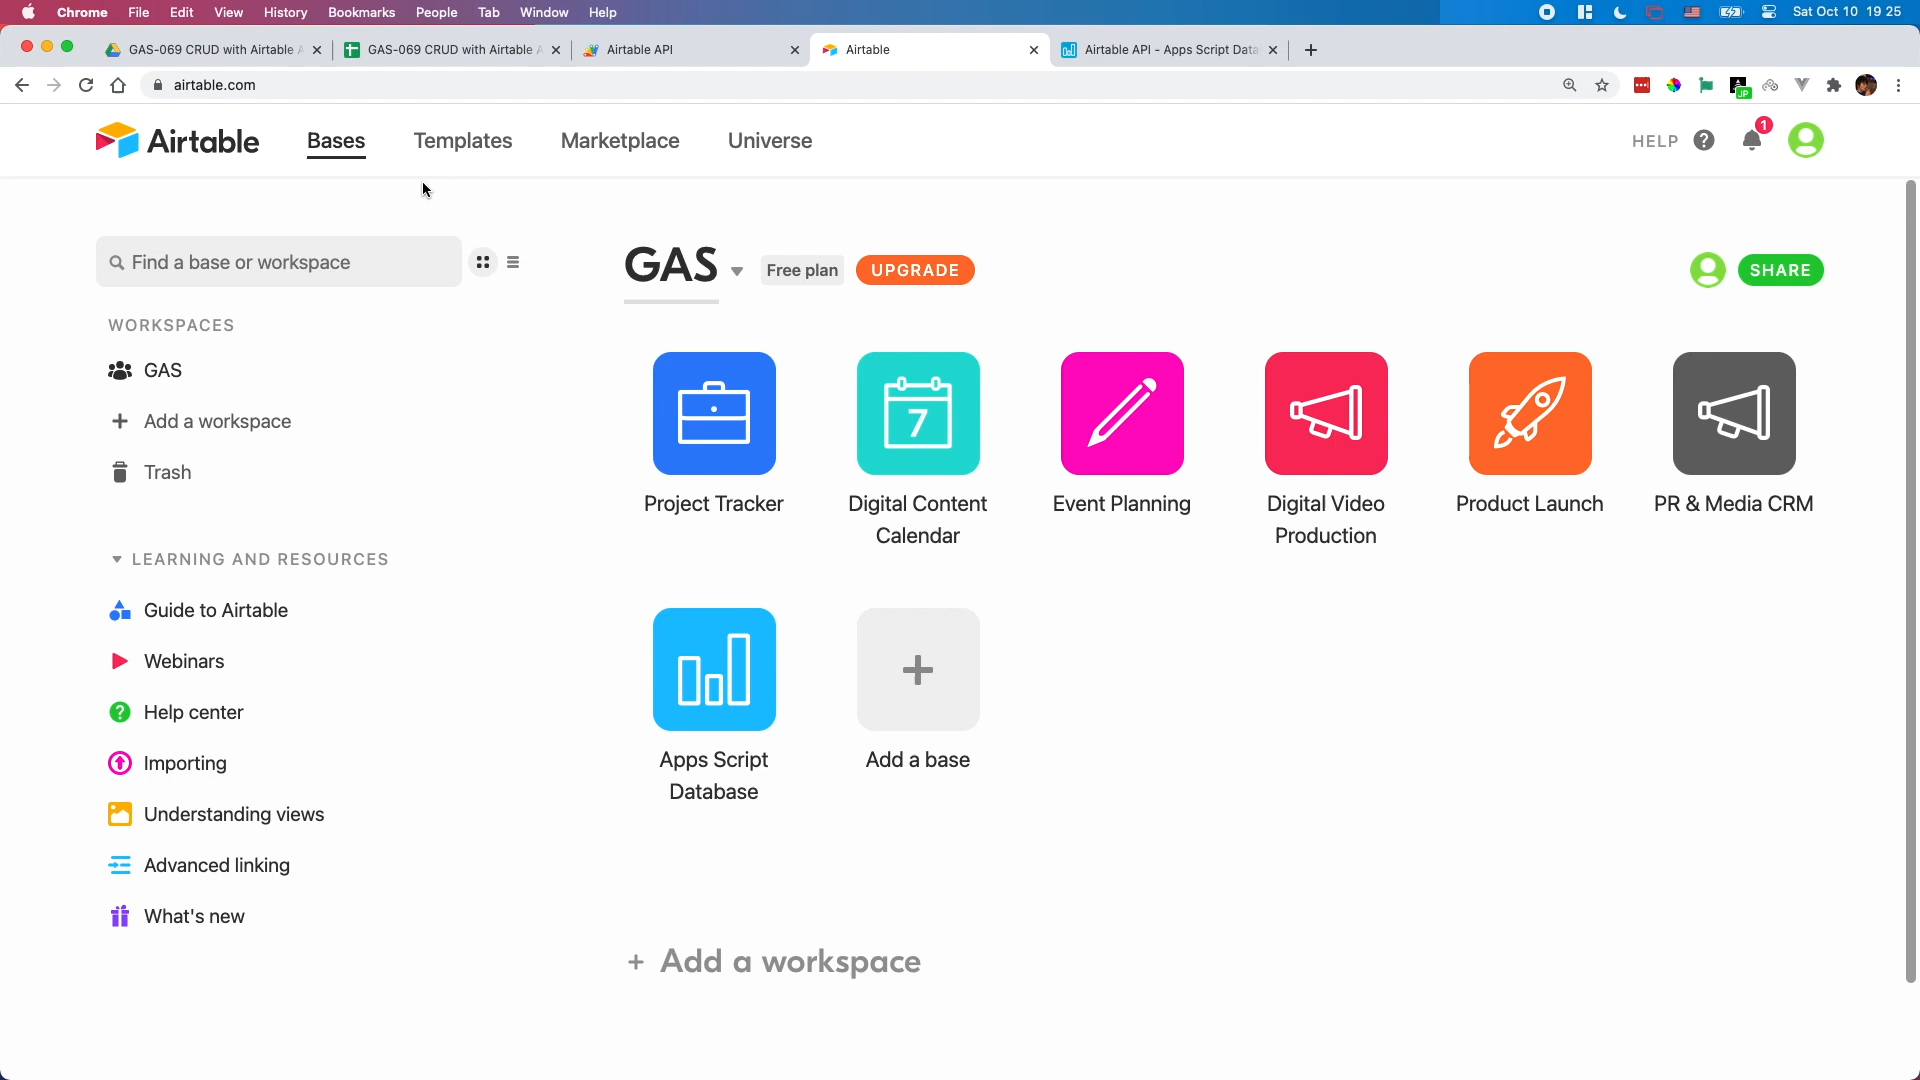 Chrome File Edit View History Bookmarks People Tab Window Help
Sat Oct 10 19 25
GAS-069 CRUD with Airtable A
GAS-069 CRUD with Airtable A
Airtable API
Airtable
Airtable API - Apps Script Data
airtable.com
JP
Airtable
Bases
Templates
Marketplace
Universe
HELP
1
Find a base or workspace
GAS
Free plan
UPGRADE
SHARE
WORKSPACES
GAS
Add a workspace
Trash
LEARNING AND RESOURCES
Guide to Airtable
Webinars
Help center
Importing
Understanding views
Advanced linking
What's new
7
Project Tracker
Digital Content
Calendar
Event Planning
Digital Video
Production
Product Launch
PR & Media CRM
Apps Script
Database
Add a base
+ Add a workspace